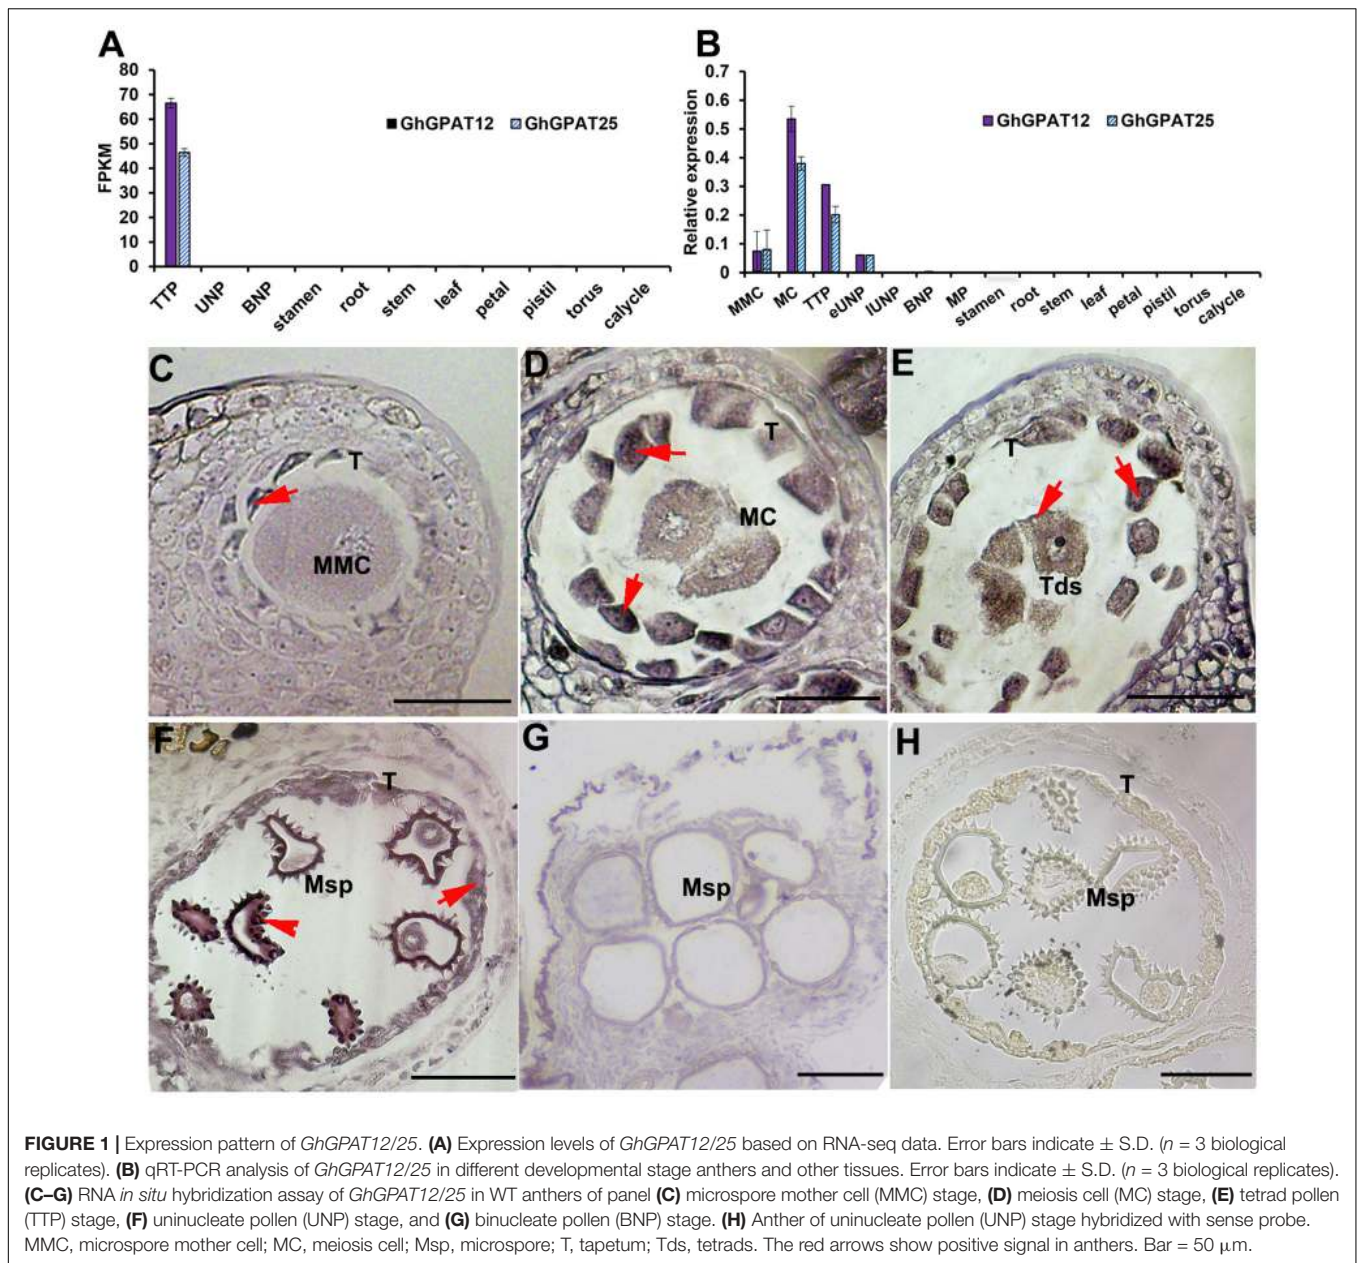 A
80
70
60
50
40
30
20
10
0
FPKM
GhGPAT12 GhGPAT25
TTP UNP BNP stamen root stem leaf petal pistil torus calycle
B
0.7
0.6
0.5
0.4
0.3
0.2
0.1
0
Relative expression
GhGPAT12 GhGPAT25
MMC MC TTP eUNP lUNP BNP MP stamen root stem leaf petal pistil torus calycle
C
T
MMC
D
T
MC
E
T
Tds
F
T
Msp
G
Msp
H
T
Msp
FIGURE 1 | Expression pattern of GhGPAT12/25. (A) Expression levels of GhGPAT12/25 based on RNA-seq data. Error bars indicate ± S.D. (n = 3 biological
replicates). (B) qRT-PCR analysis of GhGPAT12/25 in different developmental stage anthers and other tissues. Error bars indicate ± S.D. (n = 3 biological replicates).
(C–G) RNA in situ hybridization assay of GhGPAT12/25 in WT anthers of panel (C) microspore mother cell (MMC) stage, (D) meiosis cell (MC) stage, (E) tetrad pollen
(TTP) stage, (F) uninucleate pollen (UNP) stage, and (G) binucleate pollen (BNP) stage. (H) Anther of uninucleate pollen (UNP) stage hybridized with sense probe.
MMC, microspore mother cell; MC, meiosis cell; Msp, microspore; T, tapetum; Tds, tetrads. The red arrows show positive signal in anthers. Bar = 50 μm.